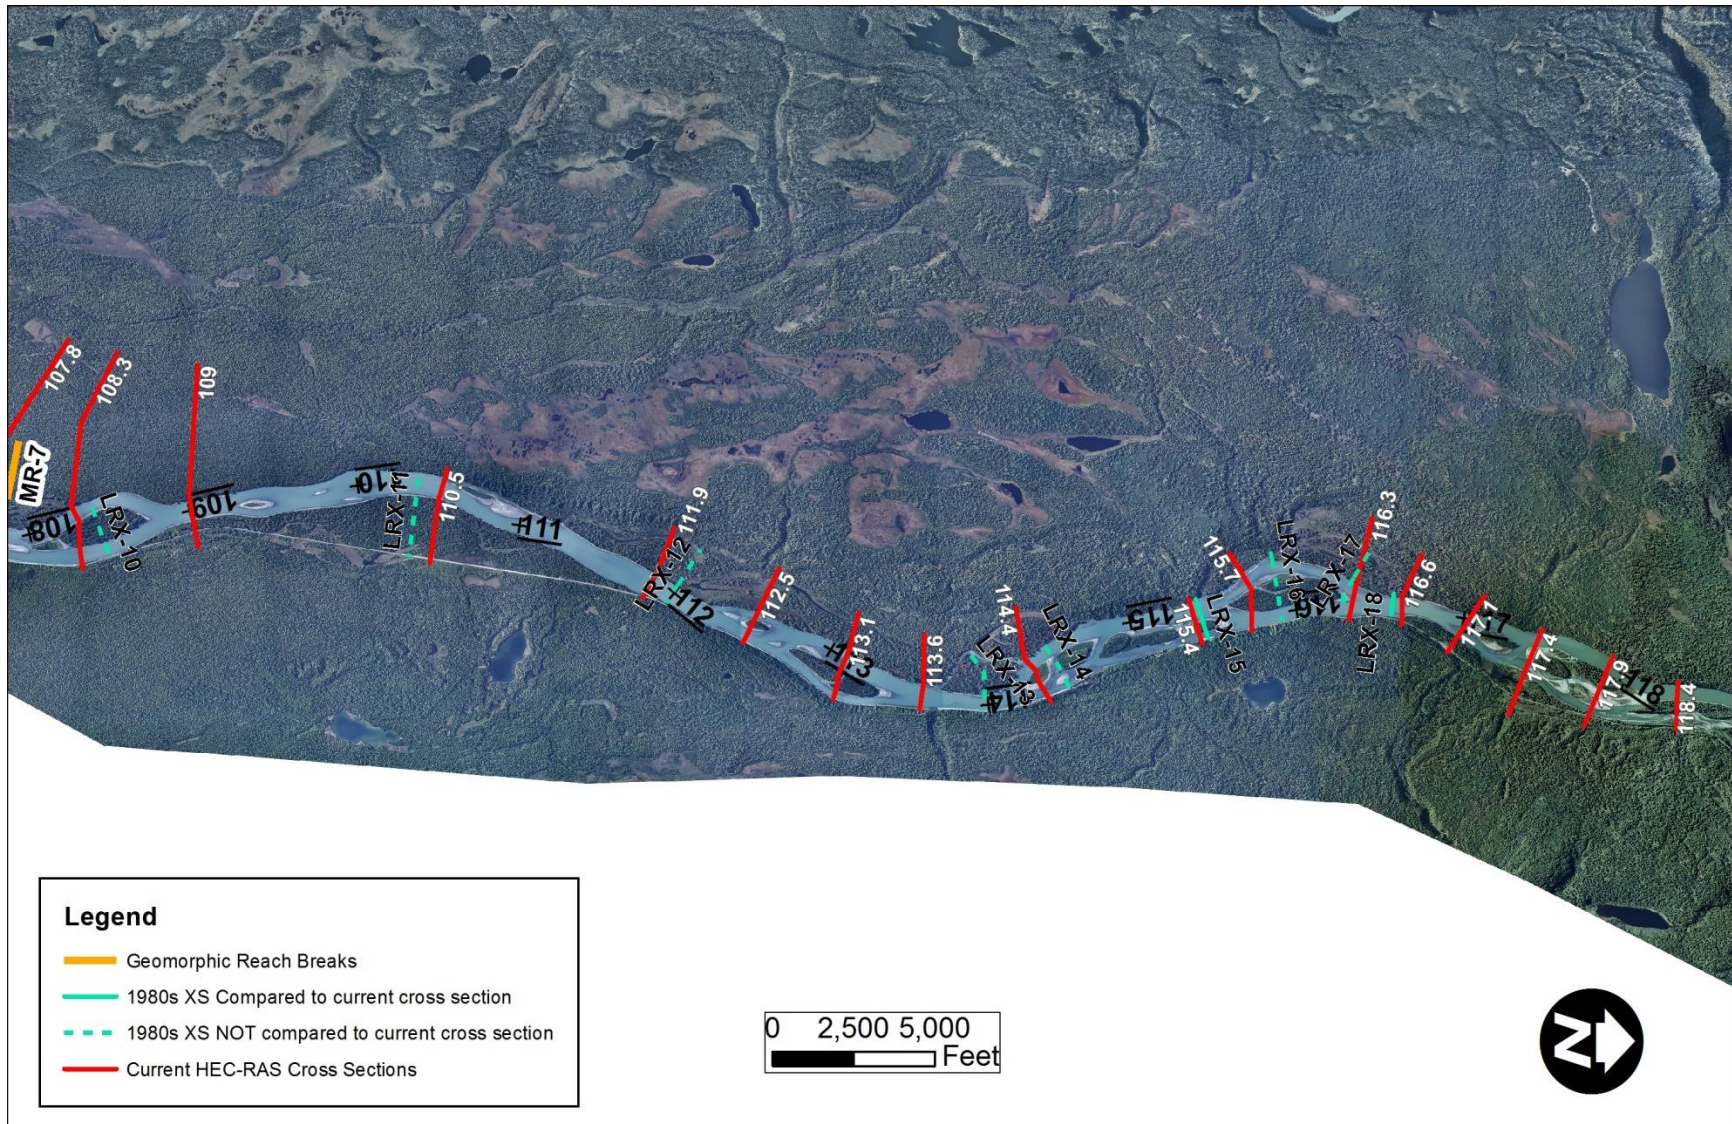 107.8
108.3
109
MR-7
108
LRX-10
109
10
LRX-11
110.5
111
111.9
LRX-12
112
112.5
113.1
113
113.6
114.4
LRX-13
114
LRX-14
115
115.4
LRX-15
115.7
LRX-16
116
LRX-17
116.3
LRX-18
116.6
117.1
117.4
118
118.4
Legend
Geomorphic Reach Breaks
1980s XS Compared to current cross section
1980s XS NOT compared to current cross section
Current HEC-RAS Cross Sections
0 2,500 5,000
Feet
N